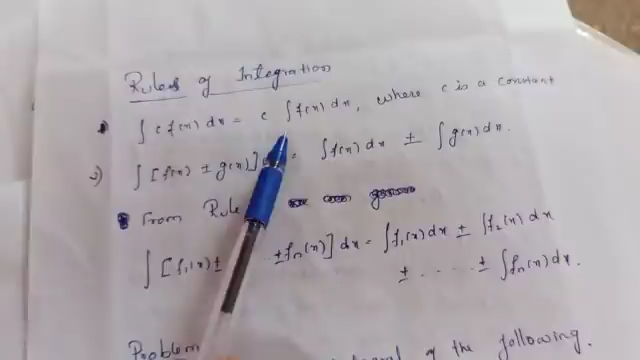 Rules of Integration
1) ∫ c f(x) dx = c ∫ f(x) dx, where c is a constant
2) ∫ [f(x) ± g(x)] = ∫ f(x) dx ± ∫ g(x) dx.
From Rule
∫ [f₁(x) ± ... ± fₙ(x)] dx = ∫ f₁(x) dx ± ∫ f₂(x) dx
± ..... ± ∫ fₙ(x) dx.
Problem of the following.